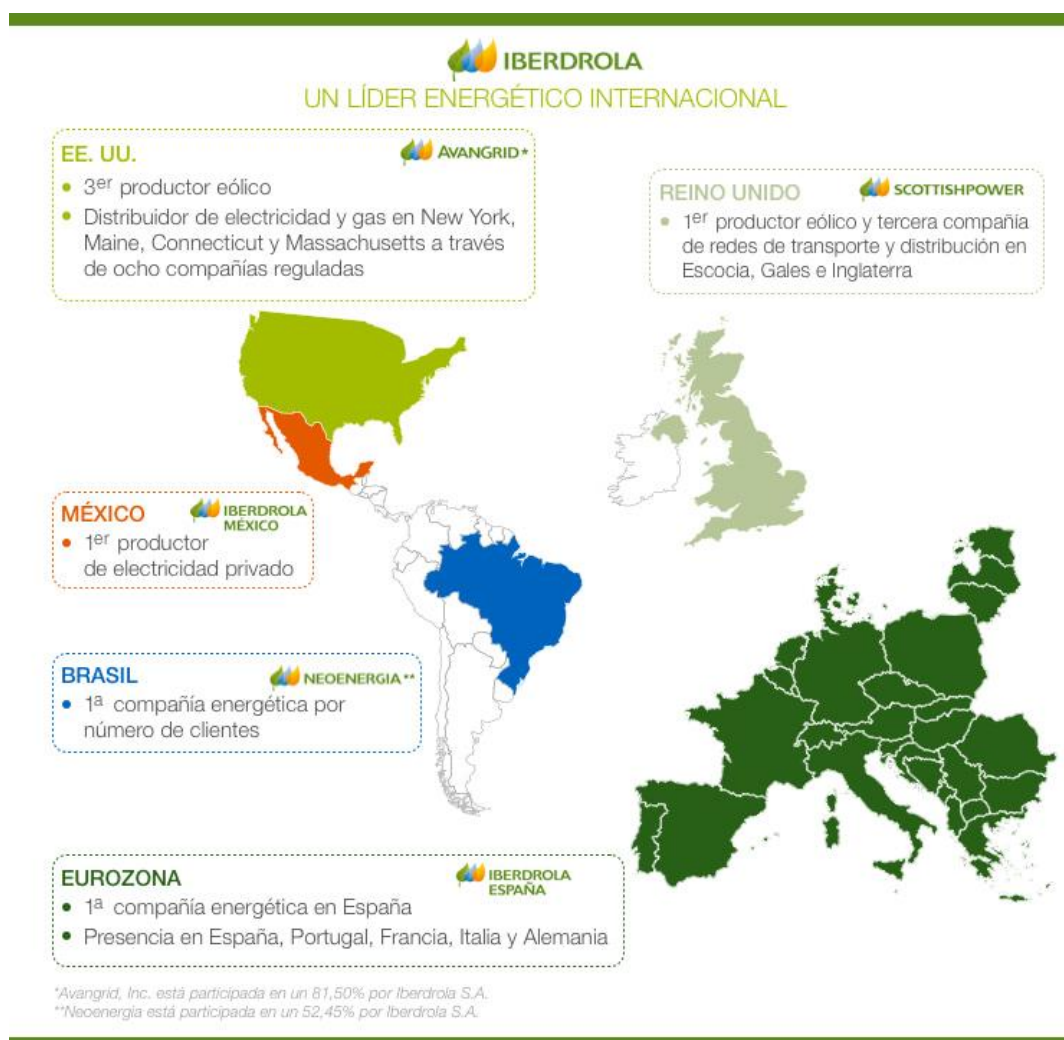 IBERDROLA
UN LÍDER ENERGÉTICO INTERNACIONAL
EE. UU.
AVANGRID*
• 3er productor eólico
• Distribuidor de electricidad y gas en New York,
Maine, Connecticut y Massachusetts a través
de ocho compañías reguladas
REINO UNIDO
SCOTTISHPOWER
• 1er productor eólico y tercera compañía
de redes de transporte y distribución en
Escocia, Gales e Inglaterra
MÉXICO
IBERDROLA
MÉXICO
• 1er productor
de electricidad privado
BRASIL
NEOENERGIA**
• 1ª compañía energética por
número de clientes
EUROZONA
IBERDROLA
ESPAÑA
• 1ª compañía energética en España
• Presencia en España, Portugal, Francia, Italia y Alemania
*Avangrid, Inc. está participada en un 81,50% por Iberdrola S.A.
**Neoenergia está participada en un 52,45% por Iberdrola S.A.